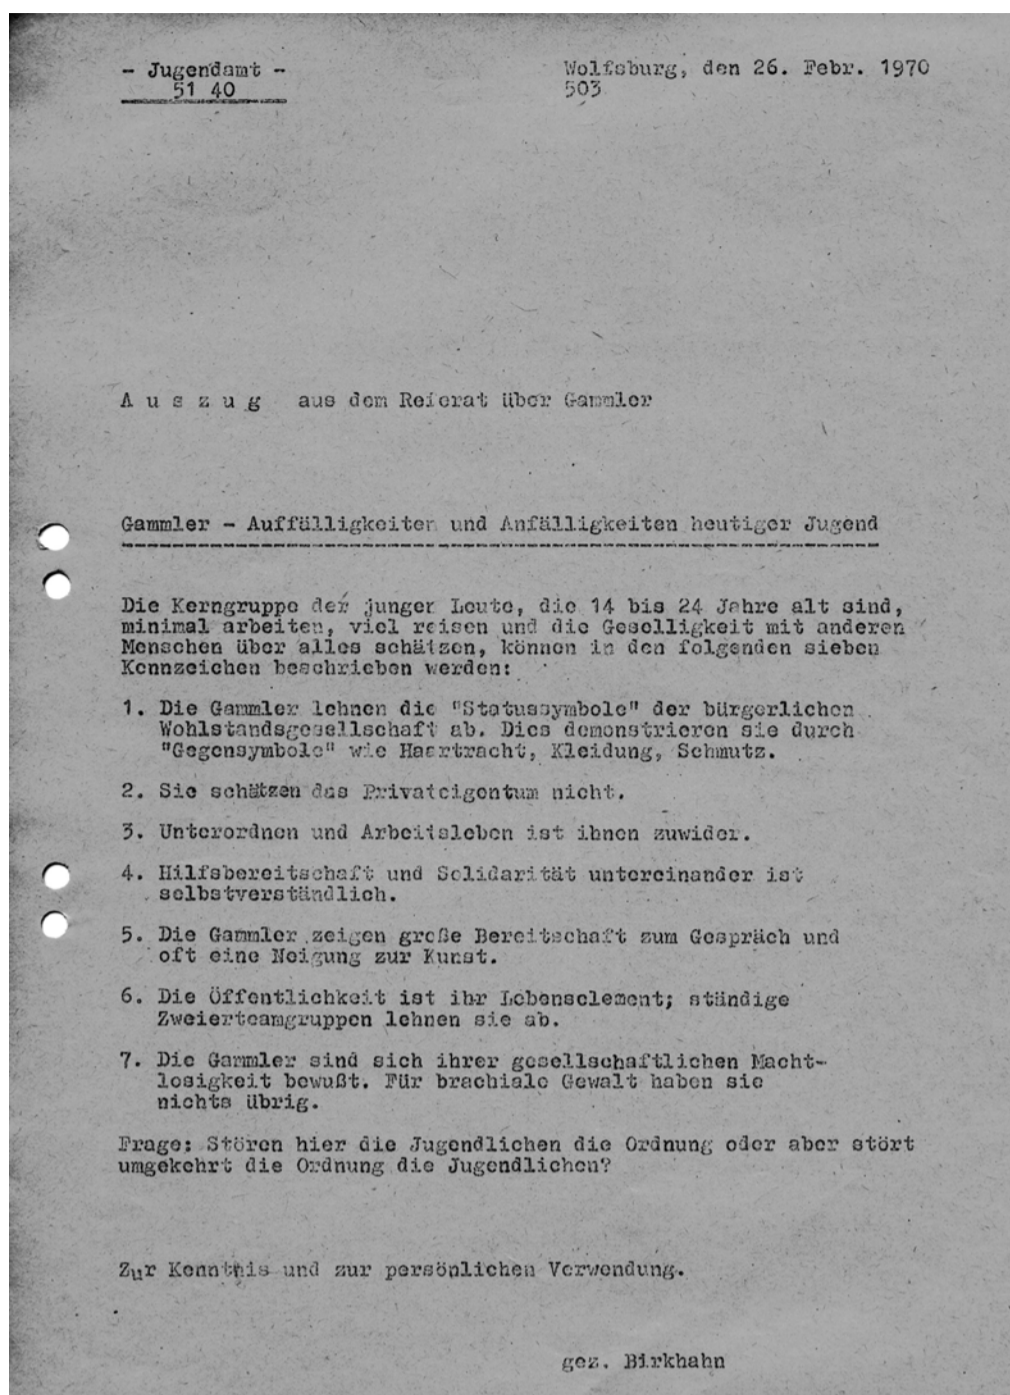 - Jugendamt -
51 40
Wolfsburg, den 26. Febr. 1970
503
A u s z u g aus dem Referat über Gammler
Gammler - Auffälligkeiten und Anfälligkeiten heutiger Jugend
Die Kerngruppe der junger Leute, die 14 bis 24 Jahre alt sind,
minimal arbeiten, viel reisen und die Geselligkeit mit anderen
Menschen über alles schätzen, können in den folgenden sieben
Kennzeichen beschrieben werden:
1. Die Gammler lehnen die "Statussymbole" der bürgerlichen
Wohlstandsgesellschaft ab. Dies demonstrieren sie durch
"Gegensymbole" wie Haartracht, Kleidung, Schmutz.
2. Sie schätzen das Privateigentum nicht.
3. Unterordnen und Arbeitsleben ist ihnen zuwider.
4. Hilfsbereitschaft und Solidarität untereinander ist
selbstverständlich.
5. Die Gammler zeigen große Bereitschaft zum Gespräch und
oft eine Neigung zur Kunst.
6. Die Öffentlichkeit ist ihr Lebenselement; ständige
Zweierteamgruppen lehnen sie ab.
7. Die Gammler sind sich ihrer gesellschaftlichen Macht-
losigkeit bewußt. Für brachiale Gewalt haben sie
nichts übrig.
Frage: Stören hier die Jugendlichen die Ordnung oder aber stört
umgekehrt die Ordnung die Jugendlichen?
Zur Kenntnis und zur persönlichen Verwendung.
gez. Birkhahn